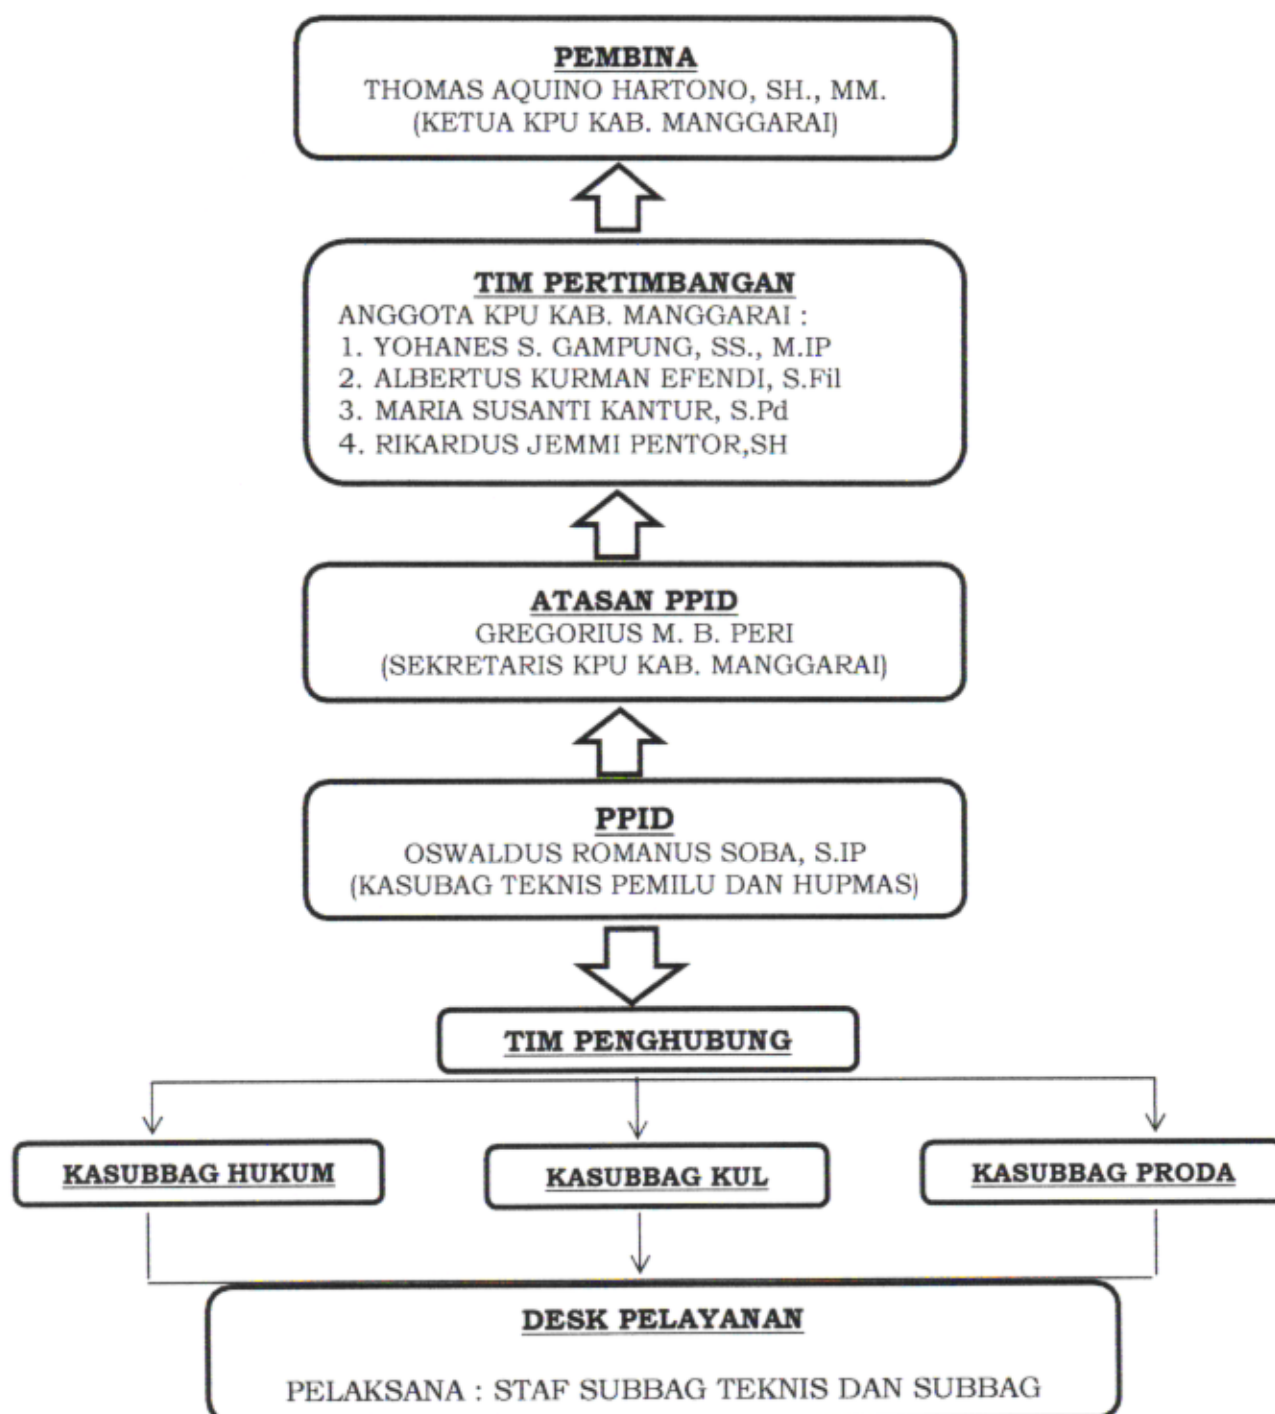 PEMBINA
THOMAS AQUINO HARTONO, SH., MM.
(KETUA KPU KAB. MANGGARAI)
TIM PERTIMBANGAN
ANGGOTA KPU KAB. MANGGARAI :
1. YOHANES S. GAMPUNG, SS., M.IP
2. ALBERTUS KURMAN EFENDI, S.Fil
3. MARIA SUSANTI KANTUR, S.Pd
4. RIKARDUS JEMMI PENTOR,SH
ATASAN PPID
GREGORIUS M. B. PERI
(SEKRETARIS KPU KAB. MANGGARAI)
PPID
OSWALDUS ROMANUS SOBA, S.IP
(KASUBAG TEKNIS PEMILU DAN HUPMAS)
TIM PENGHUBUNG
KASUBBAG HUKUM
KASUBBAG KUL
KASUBBAG PRODA
DESK PELAYANAN
PELAKSANA : STAF SUBBAG TEKNIS DAN SUBBAG